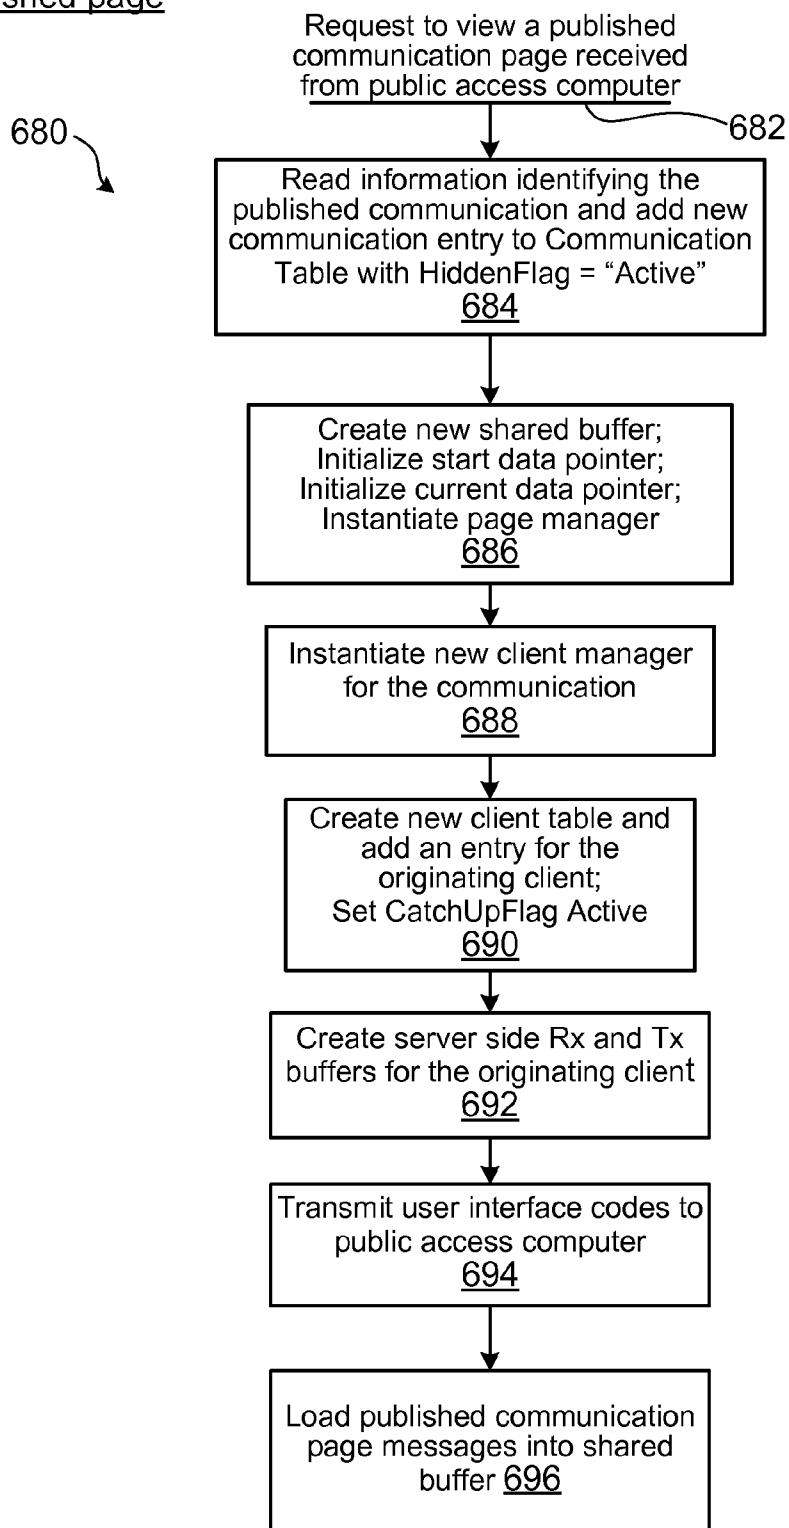 page
Request to view a published
communication page received
from public access computer
680
682
Read information identifying the
published communication and add new
communication entry to Communication
Table with HiddenFlag = “Active”
684
Create new shared buffer;
Initialize start data pointer;
Initialize current data pointer;
Instantiate page manager
686
Instantiate new client manager
for the communication
688
Create new client table and
add an entry for the
originating client;
Set CatchUpFlag Active
690
Create server side Rx and Tx
buffers for the originating client
692
Transmit user interface codes to
public access computer
694
Load published communication
page messages into shared
buffer 696